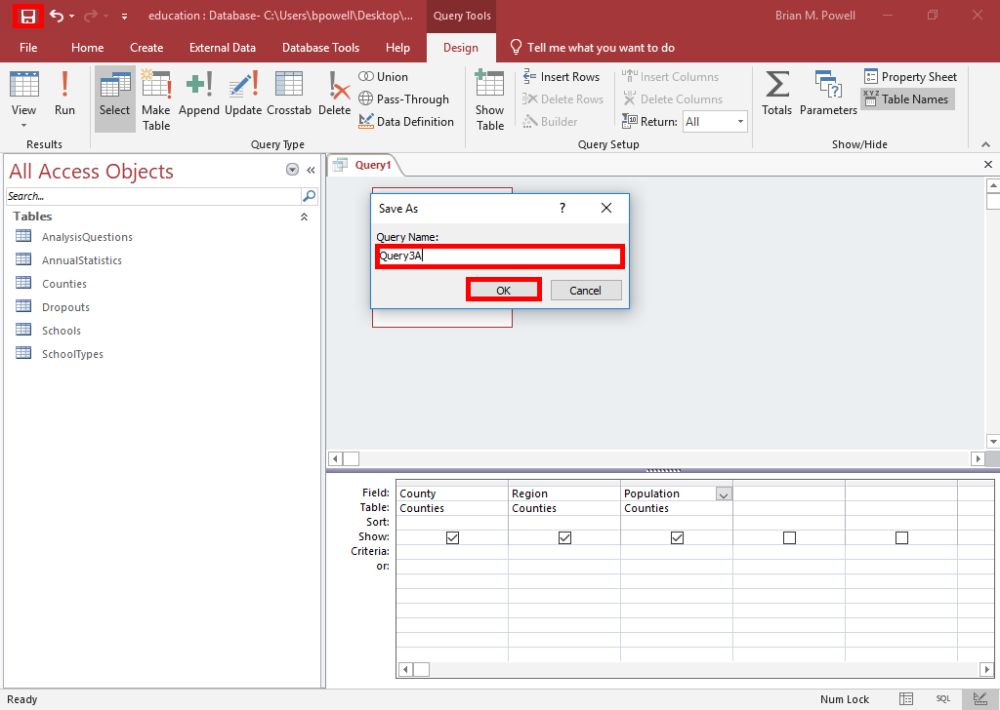 education : Database- C:\Users\bpowell\Desktop\... Query Tools Brian M. Powell
File Home Create External Data Database Tools Help Design Tell me what you want to do
View Run Select Make Table Append Update Crosstab Delete
Union
Pass-Through
Data Definition
Show Table
Insert Rows
Delete Rows
Builder
Insert Columns
Delete Columns
Return: All
Totals Parameters
Property Sheet
XYZ Table Names
Results Query Type Query Setup Show/Hide
All Access Objects
Search...
Tables
AnalysisQuestions
AnnualStatistics
Counties
Dropouts
Schools
SchoolTypes
Query1
Save As
Query Name:
Query3A
OK Cancel
Field: County Region Population
Table: Counties Counties Counties
Sort:
Show:
Criteria:
or:
Ready Num Lock SQL